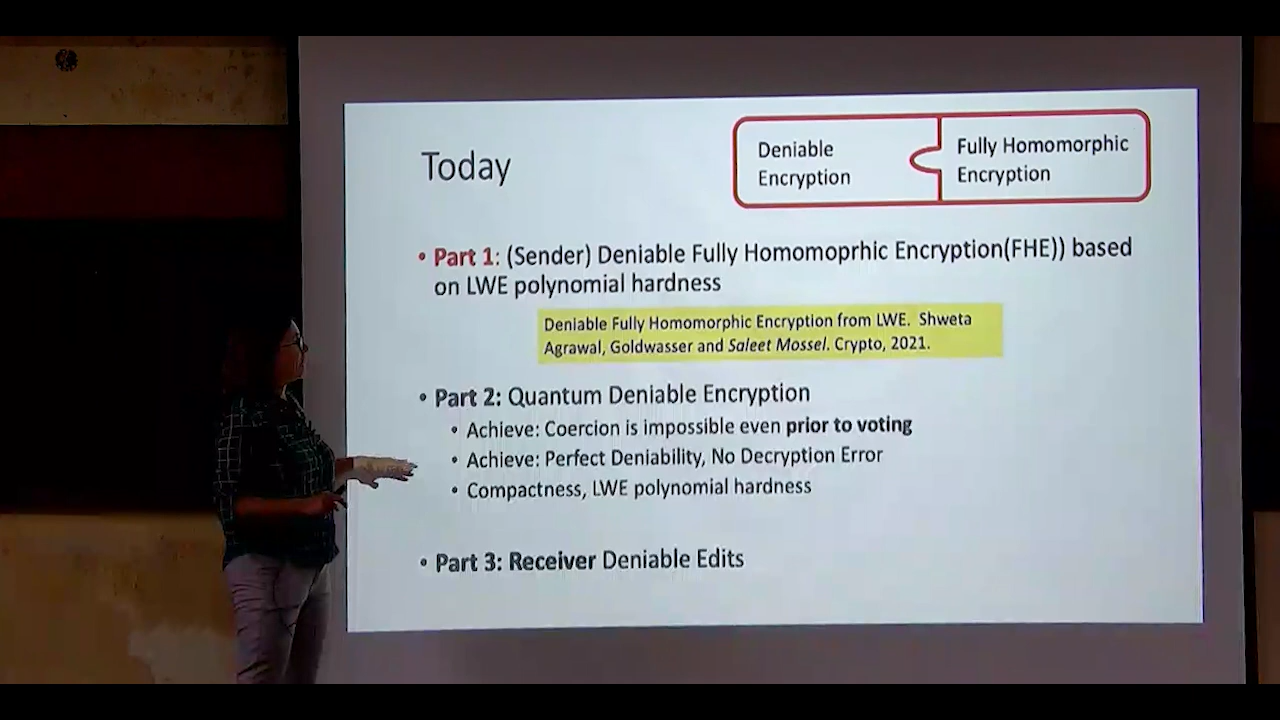 Today
Deniable
Encryption
Fully Homomorphic
Encryption
• Part 1: (Sender) Deniable Fully Homomoprhic Encryption(FHE)) based
on LWE polynomial hardness
Deniable Fully Homomorphic Encryption from LWE. Shweta
Agrawal, Goldwasser and Saleet Mossel. Crypto, 2021.
• Part 2: Quantum Deniable Encryption
• Achieve: Coercion is impossible even prior to voting
• Achieve: Perfect Deniability, No Decryption Error
• Compactness, LWE polynomial hardness
• Part 3: Receiver Deniable Edits